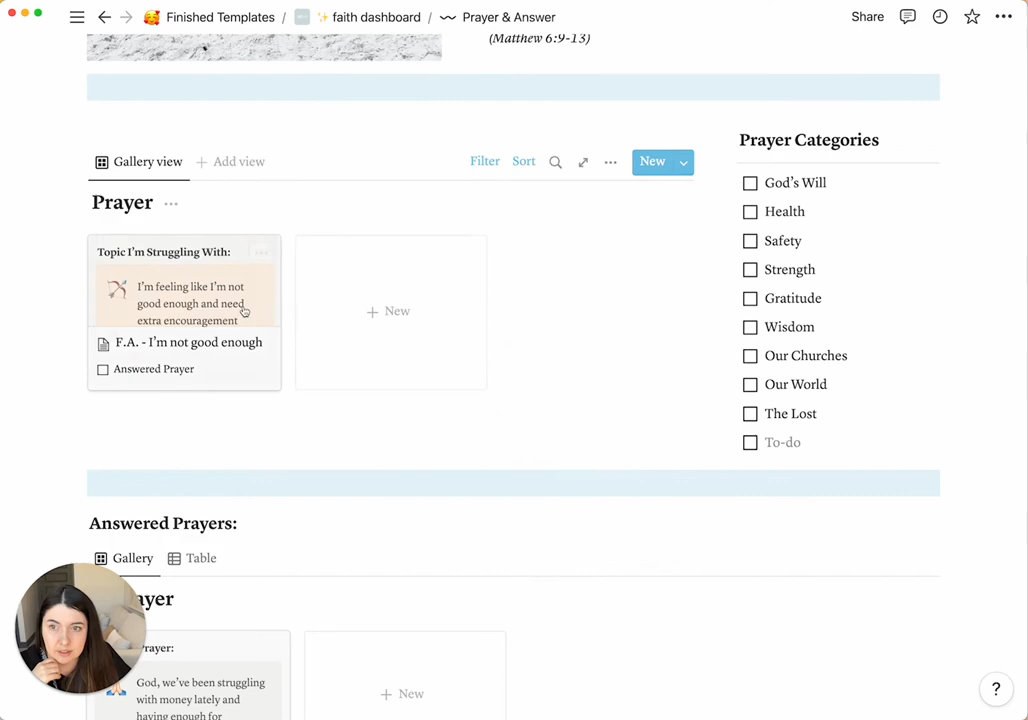 Finished Templates / ✨ faith dashboard / Prayer & Answer
Share
(Matthew 6:9-13)
Gallery view
+ Add view
Filter
Sort
New
Prayer
Topic I'm Struggling With:
I'm feeling like I'm not
good enough and need
extra encouragement
F.A. - I'm not good enough
Answered Prayer
+ New
Prayer Categories
God's Will
Health
Safety
Strength
Gratitude
Wisdom
Our Churches
Our World
The Lost
To-do
Answered Prayers:
Gallery
Table
ayer
rayer:
God, we've been struggling
with money lately and
having enough for
+ New
?